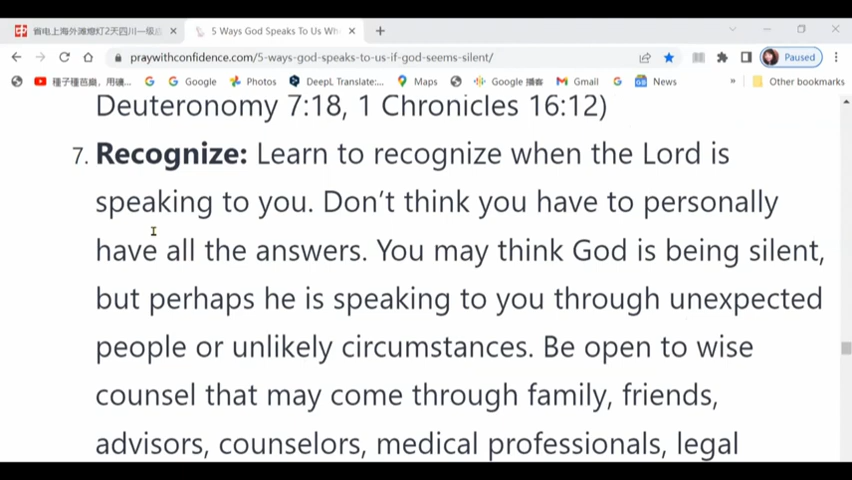 5 Ways God Speaks To Us Wh
praywithconfidence.com/5-ways-god-speaks-to-us-if-god-seems-silent/
Paused
Google
Photos
DeepL Translate:...
Maps
Google 播客
Gmail
News
»
Other bookmarks
Deuteronomy 7:18, 1 Chronicles 16:12)
7. Recognize: Learn to recognize when the Lord is
speaking to you. Don’t think you have to personally
have all the answers. You may think God is being silent,
but perhaps he is speaking to you through unexpected
people or unlikely circumstances. Be open to wise
counsel that may come through family, friends,
advisors, counselors, medical professionals, legal